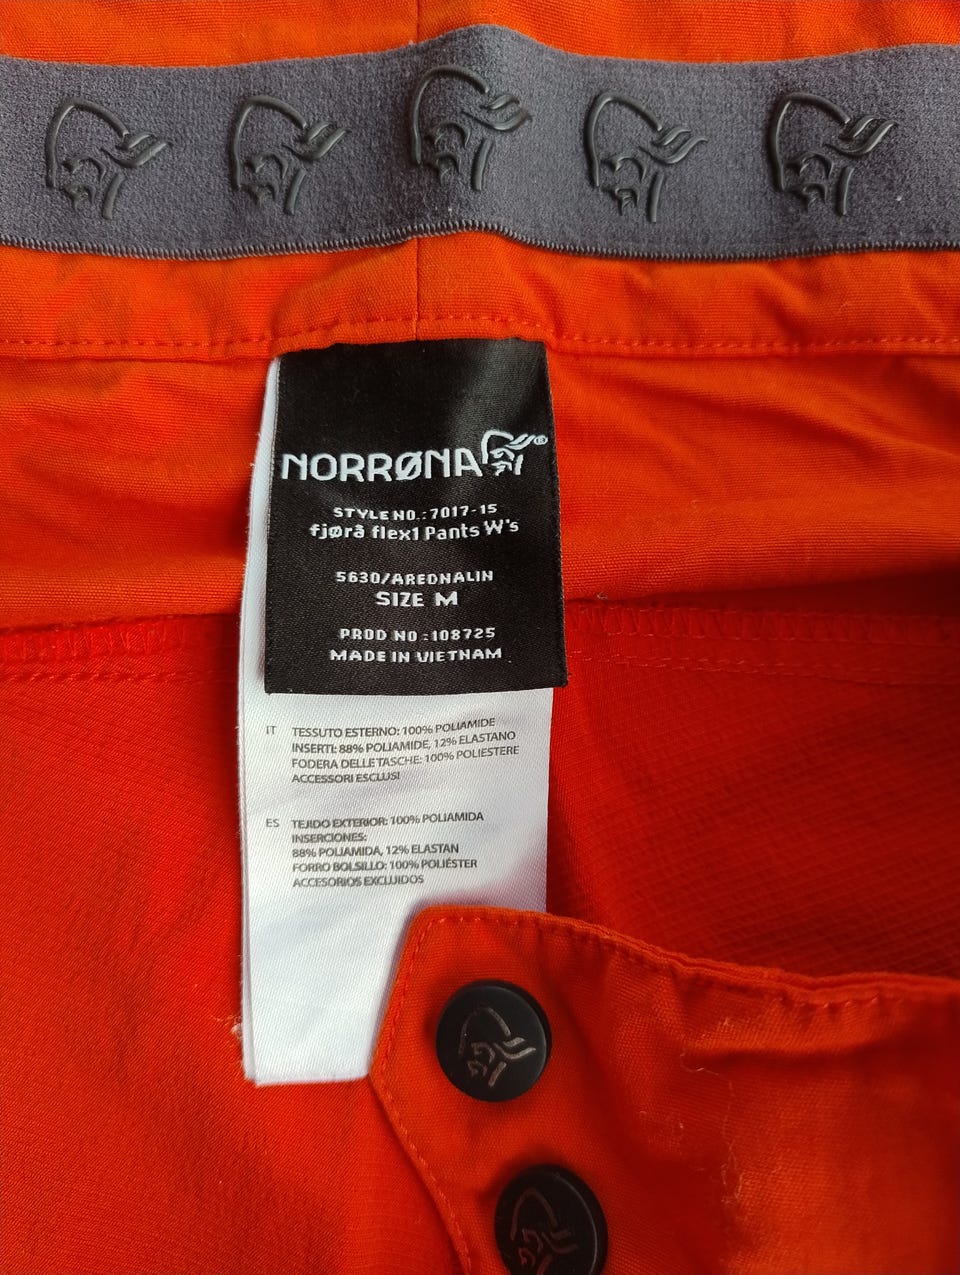 NORRØNA®
STYLE NO.:7017-15
fjørå flex1 Pants W's
5630/AREDNALIN
SIZE M
PROD NO:108725
MADE IN VIETNAM
IT TESSUTO ESTERNO: 100% POLIAMIDE
INSERTI: 88% POLIAMIDE, 12% ELASTANO
FODERA DELLE TASCHE: 100% POLIESTERE
ACCESSORI ESCLUSI
ES TEJIDO EXTERIOR: 100% POLIAMIDA
INSERCIONES:
88% POLIAMIDA, 12% ELASTAN
FORRO BOLSILLO: 100% POLIÉSTER
ACCESORIOS EXCLUIDOS